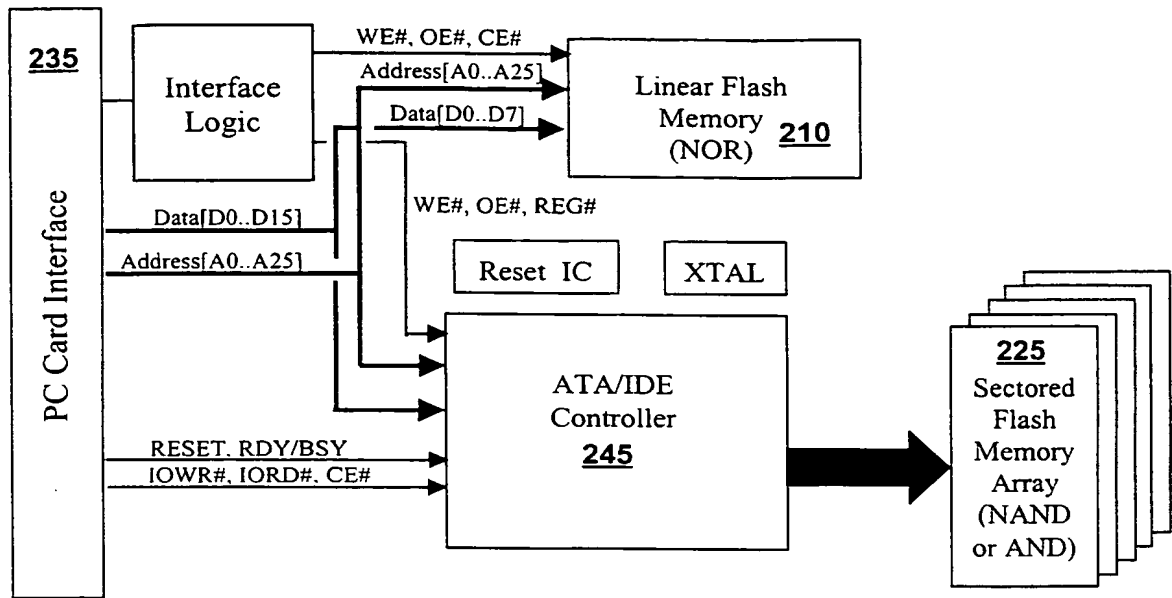 235
PC Card Interface
Interface
Logic
WE#, OE#, CE#
Address[A0..A25]
Data[D0..D7]
Linear Flash
Memory
(NOR)
210
Data[D0..D15]
Address[A0..A25]
WE#, OE#, REG#
Reset IC
XTAL
ATA/IDE
Controller
245
RESET. RDY/BSY
IOWR#, IORD#, CE#
225
Sectored
Flash
Memory
Array
(NAND
or AND)